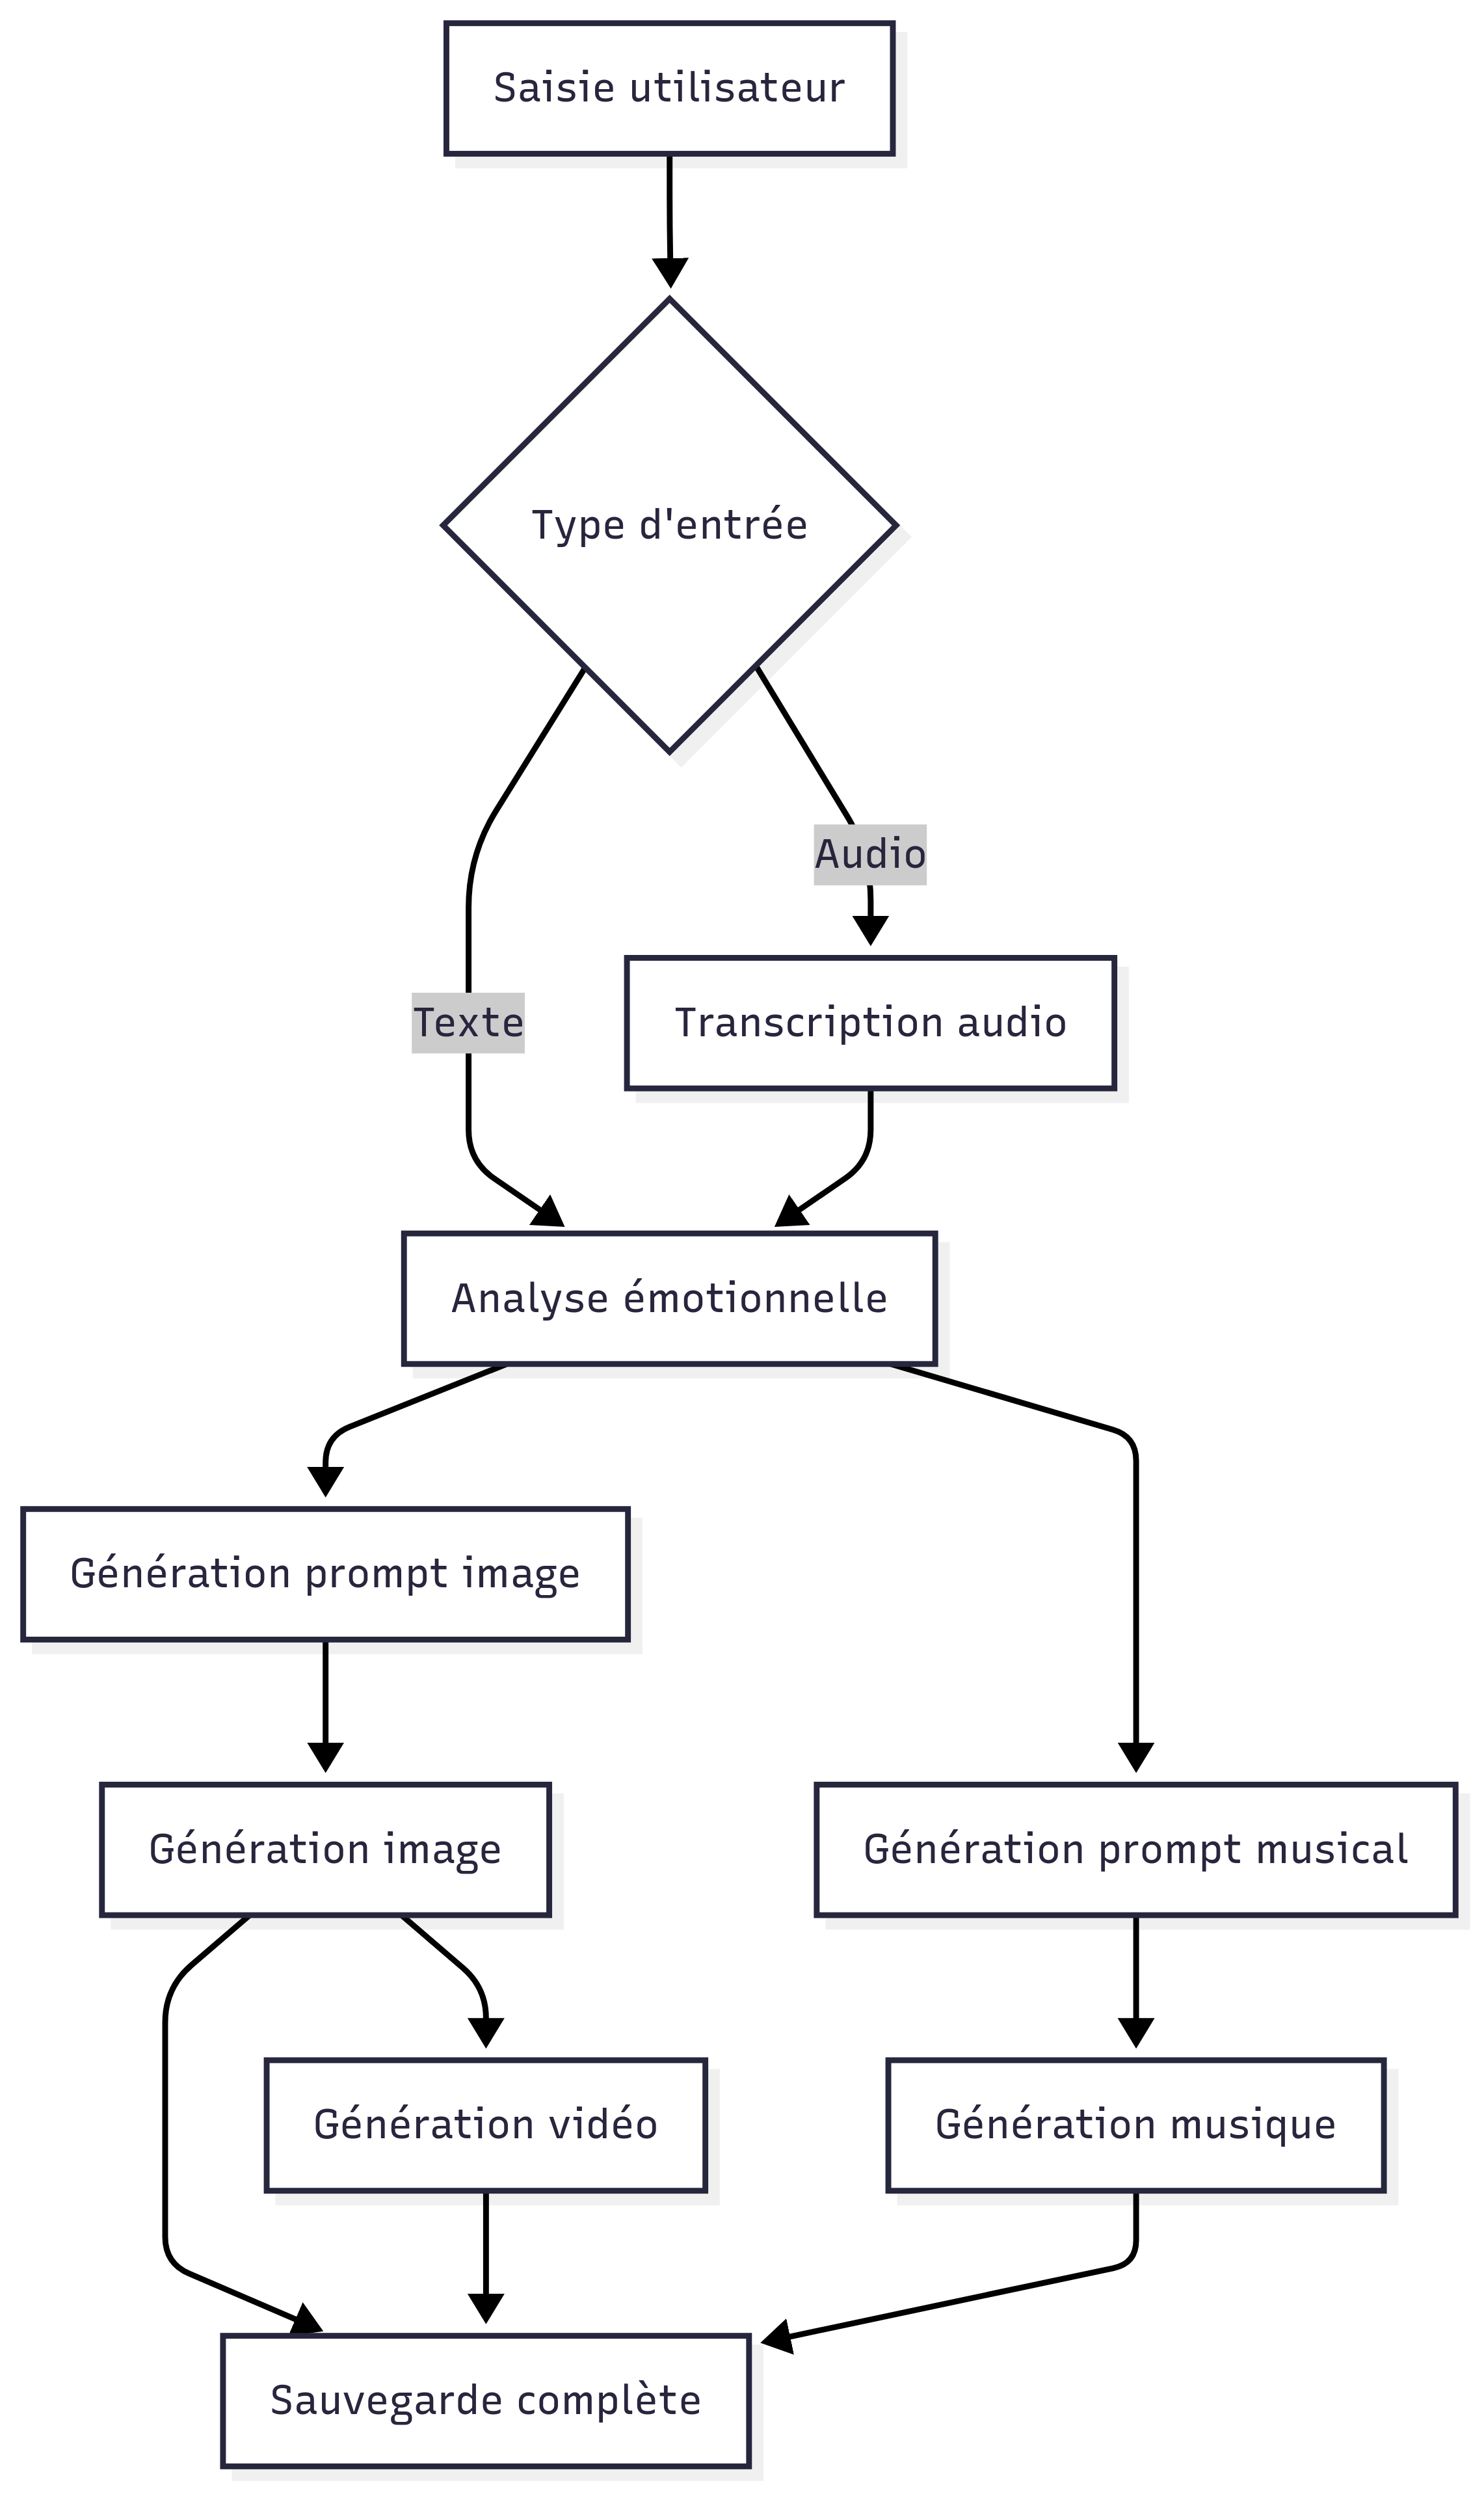 Saisie utilisateur
Type d'entrée
Audio
Texte
Transcription audio
Analyse émotionnelle
Génération prompt image
Génération image
Génération prompt musical
Génération vidéo
Génération musique
Sauvegarde complète